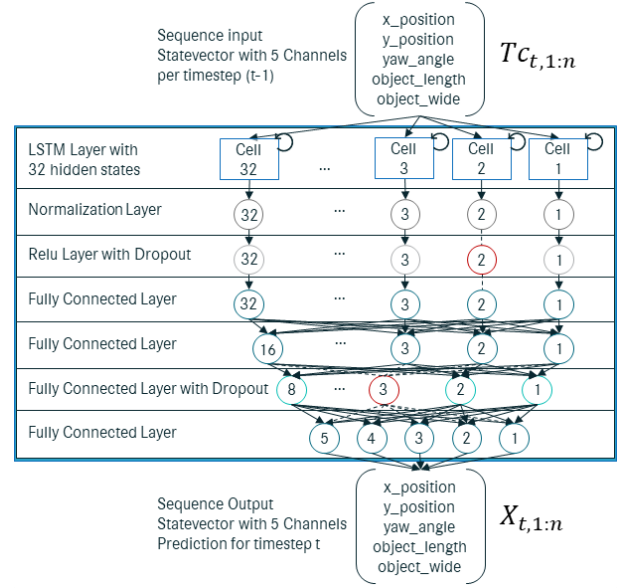 Sequence input
Statevector with 5 Channels
per timestep (t-1)
x_position
y_position
yaw_angle
object_length
object_wide
Tc_{t,1:n}
LSTM Layer with
32 hidden states
Cell 32
...
Cell 3
Cell 2
Cell 1
Normalization Layer
32 ... 3 2 1
Relu Layer with Dropout
32 ... 3 2 1
Fully Connected Layer
32 ... 3 2 1
Fully Connected Layer
16 ... 3 2 1
Fully Connected Layer with Dropout
8 ... 3 2 1
Fully Connected Layer
5 4 3 2 1
Sequence Output
Statevector with 5 Channels
Prediction for timestep t
x_position
y_position
yaw_angle
object_length
object_wide
X_{t,1:n}